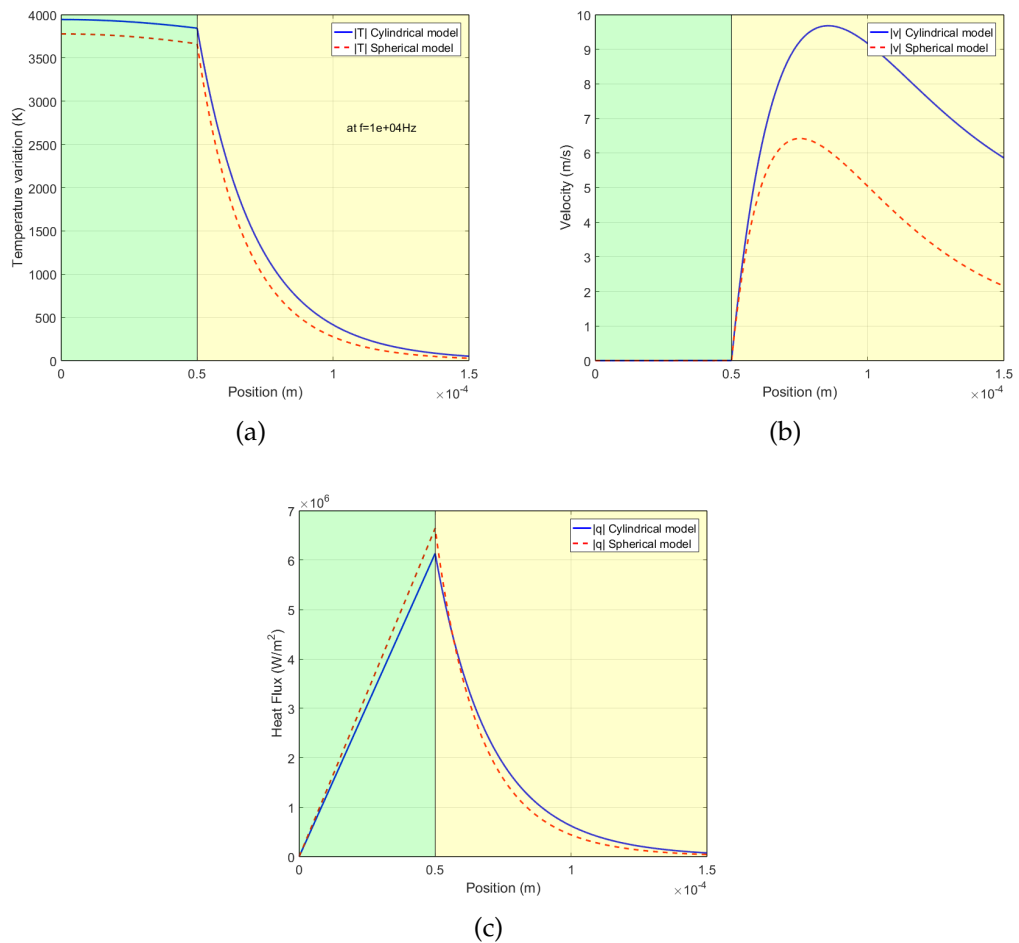 4000
3500
3000
2500
2000
1500
1000
500
0
Temperature variation (K)
|T| Cylindrical model
|T| Spherical model
at f=1e+04Hz
0 0.5 1 1.5
Position (m)
×10⁻⁴
(a)
10
9
8
7
6
5
4
3
2
1
0
Velocity (m/s)
|v| Cylindrical model
|v| Spherical model
0 0.5 1 1.5
Position (m)
×10⁻⁴
(b)
×10⁶
7
6
5
4
3
2
1
0
Heat Flux (W/m²)
|q| Cylindrical model
|q| Spherical model
0 0.5 1 1.5
Position (m)
×10⁻⁴
(c)